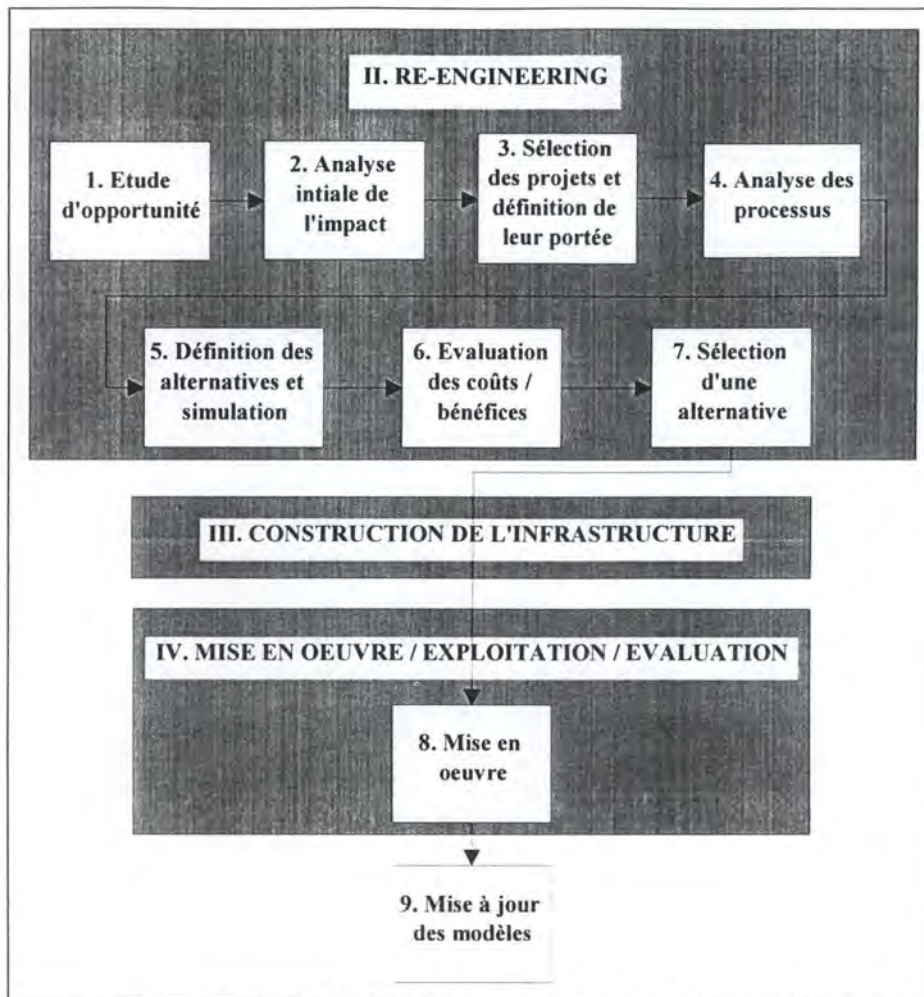 II. RE-ENGINEERING
1. Etude
d'opportunité
2. Analyse
intiale de
l'impact
3. Sélection
des projets et
définition de
leur portée
4. Analyse des
processus
5. Définition des
alternatives et
simulation
6. Evaluation
des coûts /
bénéfices
7. Sélection
d'une
alternative
III. CONSTRUCTION DE L'INFRASTRUCTURE
IV. MISE EN OEUVRE / EXPLOITATION / EVALUATION
8. Mise en
oeuvre
9. Mise à jour
des modèles